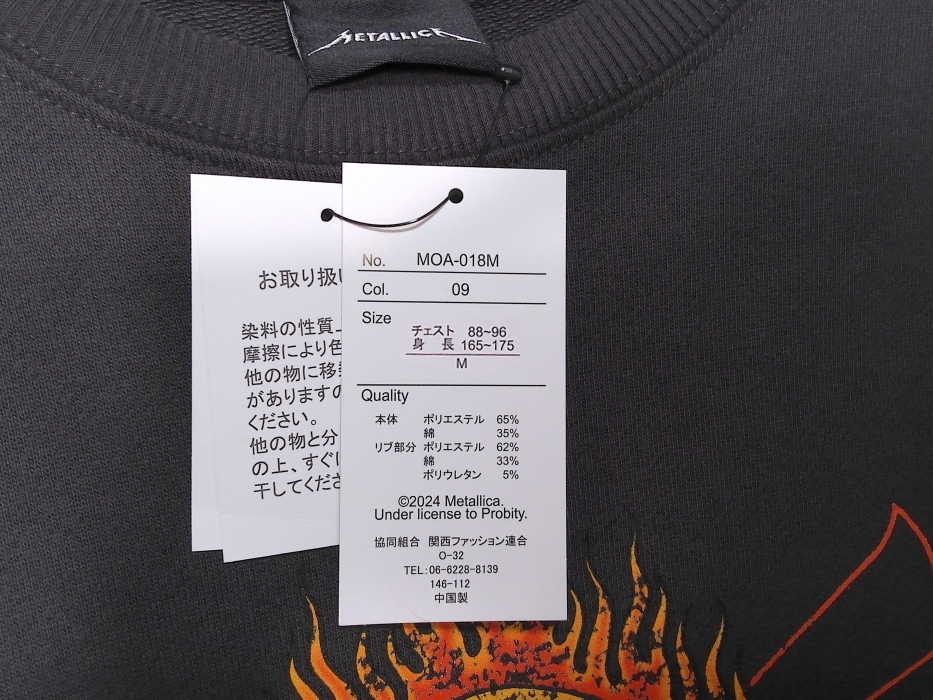 METALLICA
お取り扱い
染料の性質上
摩擦により色
他の物に移
がありますの
ください。
他の物と分
の上、すぐに
干してくださ
No. MOA-018M
Col. 09
Size
チェスト 88~96
身長 165~175
M
Quality
本体 ポリエステル 65%
綿 35%
リブ部分 ポリエステル 62%
綿 33%
ポリウレタン 5%
©2024 Metallica.
Under license to Probity.
協同組合 関西ファッション連合
O-32
TEL:06-6228-8139
146-112
中国製